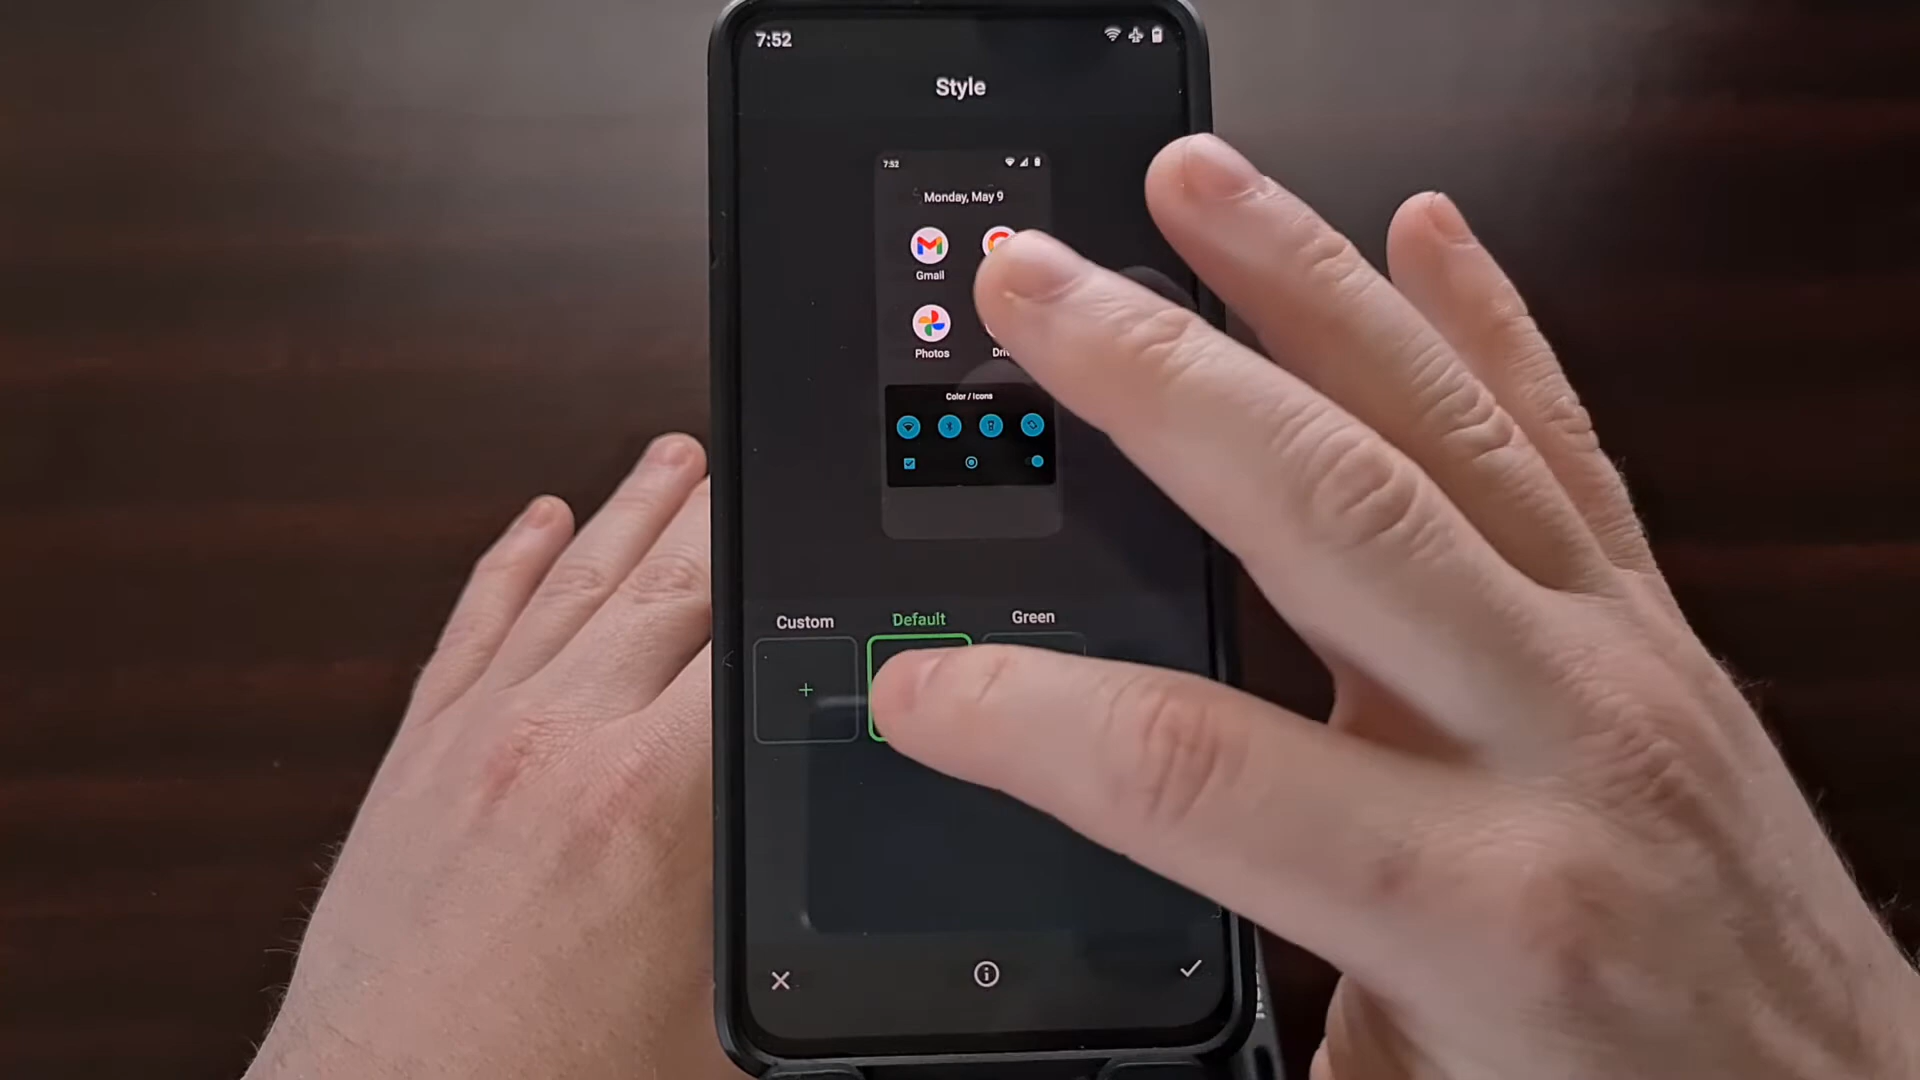 7:52
Style
7:52
Monday, May 9
Gmail
Photos
Color / Icons
Custom
Default
Green